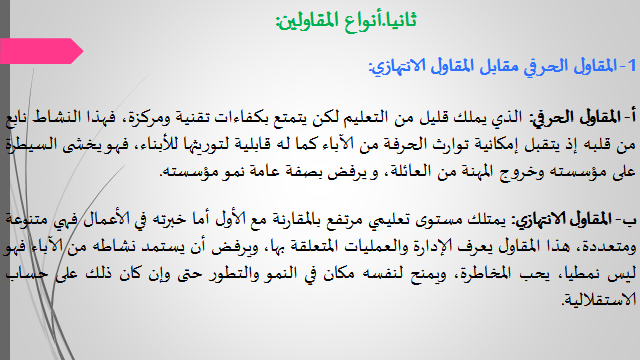 ثانيا.أنواع المقاولين:
1- المقاول الحرفي مقابل المقاول الانتهازي:
أ- المقاول الحرفي: الذي يملك قليل من التعليم لكن يتمتع بكفاءات تقنية ومركزة، فهذا النشاط نابع
من قلبه إذ يتقبل إمكانية توارث الحرفة من الآباء كما له قابلية لتوريثها للأبناء، فهو يخشى السيطرة
على مؤسسته وخروج المهنة من العائلة، و يرفض بصفة عامة نمو مؤسسته.
ب- المقاول الانتهازي: يمتلك مستوى تعليمي مرتفع بالمقارنة مع الأول أما خبرته في الأعمال فهي متنوعة
ومتعددة، هذا المقاول يعرف الإدارة والعمليات المتعلقة بها، ويرفض أن يستمد نشاطه من الآباء فهو
ليس نمطيا، يحب المخاطرة، ويمنح لنفسه مكان في النمو والتطور حتى وإن كان ذلك على حساب
الاستقلالية.